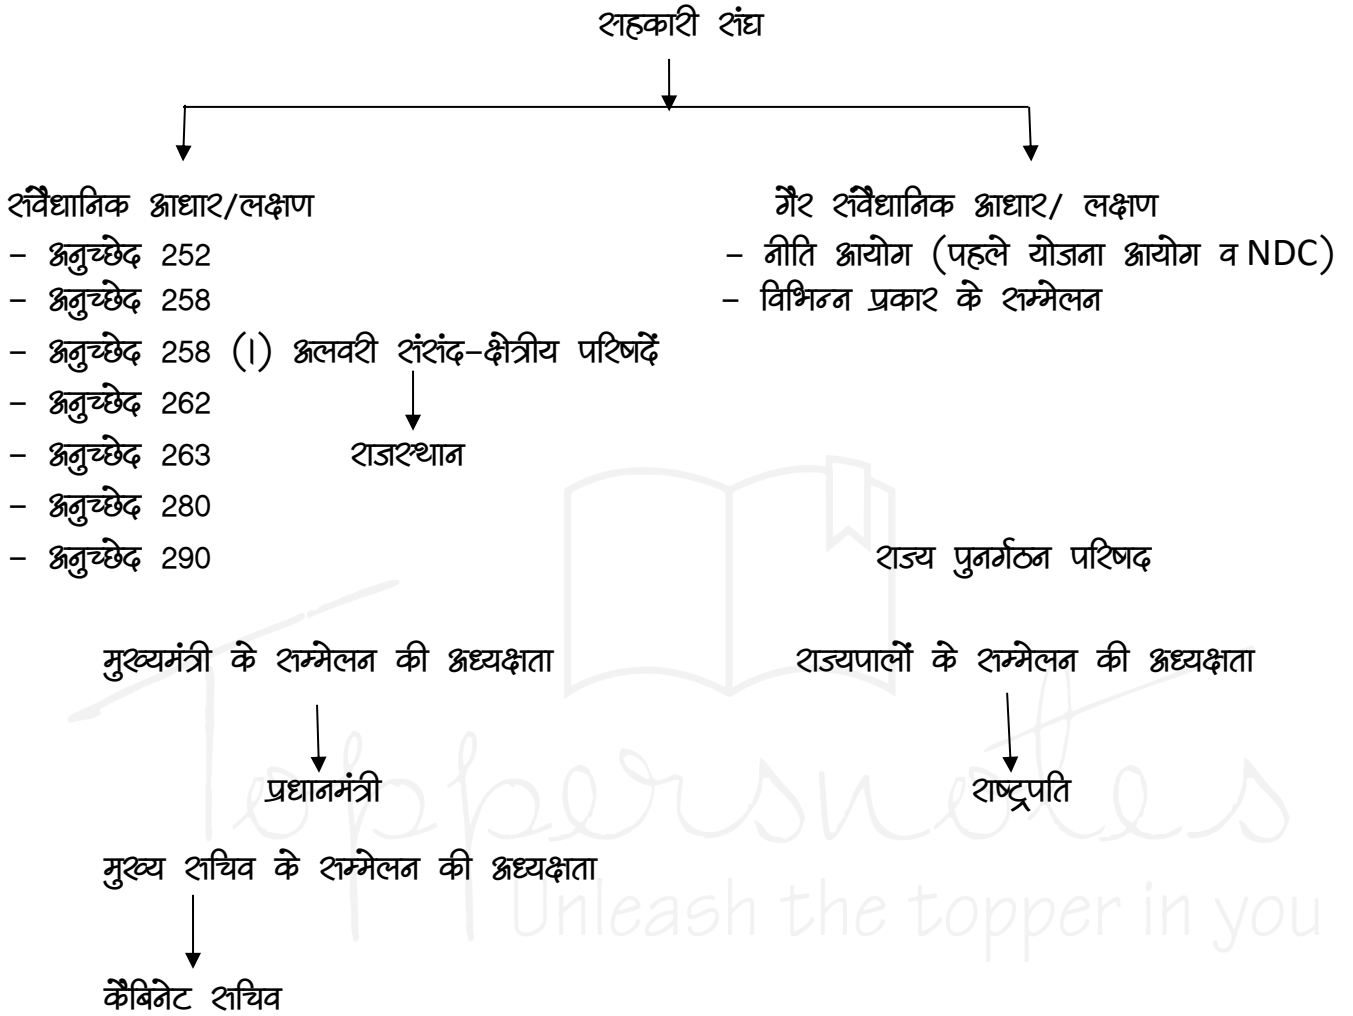 सहकारी संघ
संवैधानिक आधार/लक्षण
गैर संवैधानिक आधार/ लक्षण
– अनुच्छेद 252
– नीति आयोग (पहले योजना आयोग व NDC)
– अनुच्छेद 258
– विभिन्न प्रकार के सम्मेलन
– अनुच्छेद 258 (।) अलवरी संसंद–क्षेत्रीय परिषदें
– अनुच्छेद 262
– अनुच्छेद 263
राजस्थान
– अनुच्छेद 280
– अनुच्छेद 290
राज्य पुनर्गठन परिषद
मुख्यमंत्री के सम्मेलन की अध्यक्षता
राज्यपालों के सम्मेलन की अध्यक्षता
प्रधानमंत्री
राष्ट्रपति
मुख्य सचिव के सम्मेलन की अध्यक्षता
कैबिनेट सचिव
Toppersnotes
Unleash the topper in you